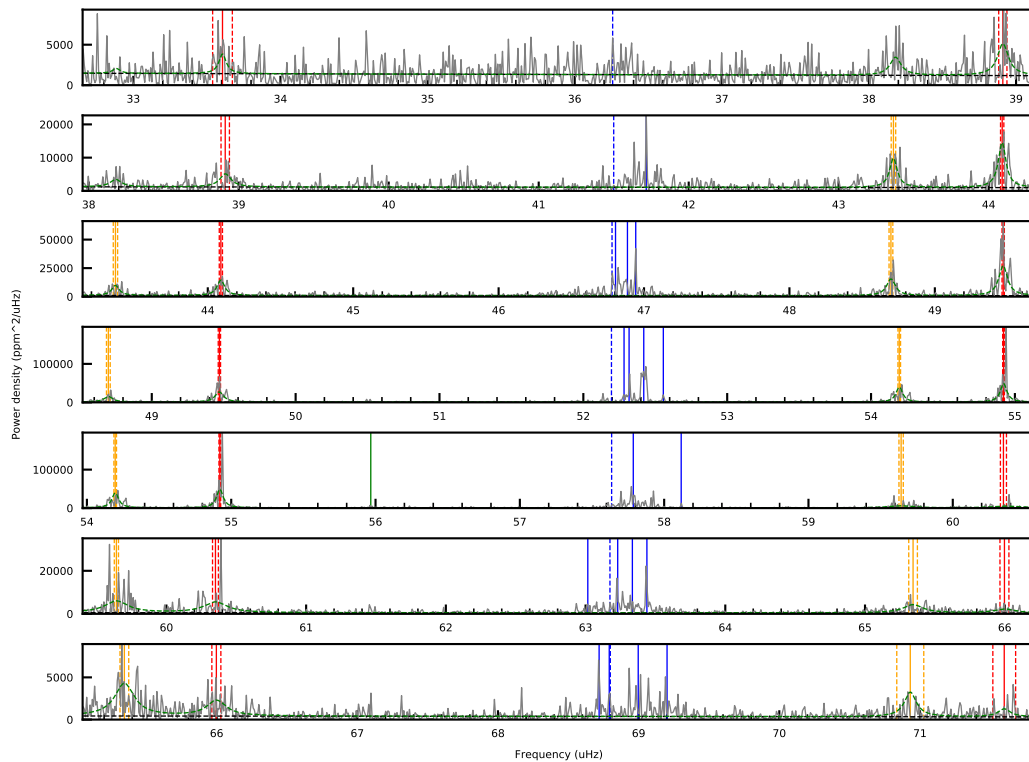 5000
0
33 34 35 36 37 38 39
20000
10000
0
38 39 40 41 42 43 44
50000
25000
0
44 45 46 47 48 49
100000
0
49 50 51 52 53 54 55
100000
0
54 55 56 57 58 59 60
20000
0
60 61 62 63 64 65 66
5000
0
66 67 68 69 70 71
Power density (ppm^2/uHz)
Frequency (uHz)